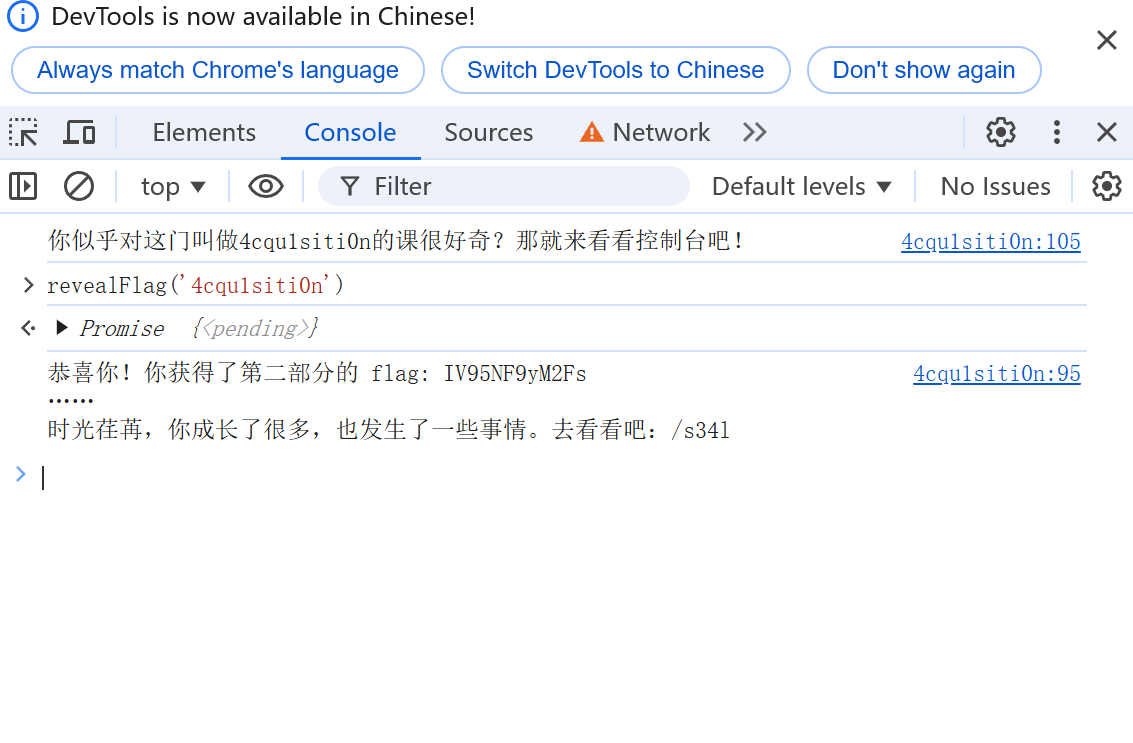 DevTools is now available in Chinese!
Always match Chrome's language
Switch DevTools to Chinese
Don't show again
Elements
Console
Sources
Network
top
Filter
Default levels
No Issues
你似乎对这门叫做4cqu1siti0n的课很好奇？那就来看看控制台吧！ 4cqu1siti0n:105
revealFlag('4cqu1siti0n')
Promise {<pending>}
恭喜你！你获得了第二部分的 flag: IV95NF9yM2Fs 4cqu1siti0n:95
……
时光荏苒，你成长了很多，也发生了一些事情。去看看吧：/s34l